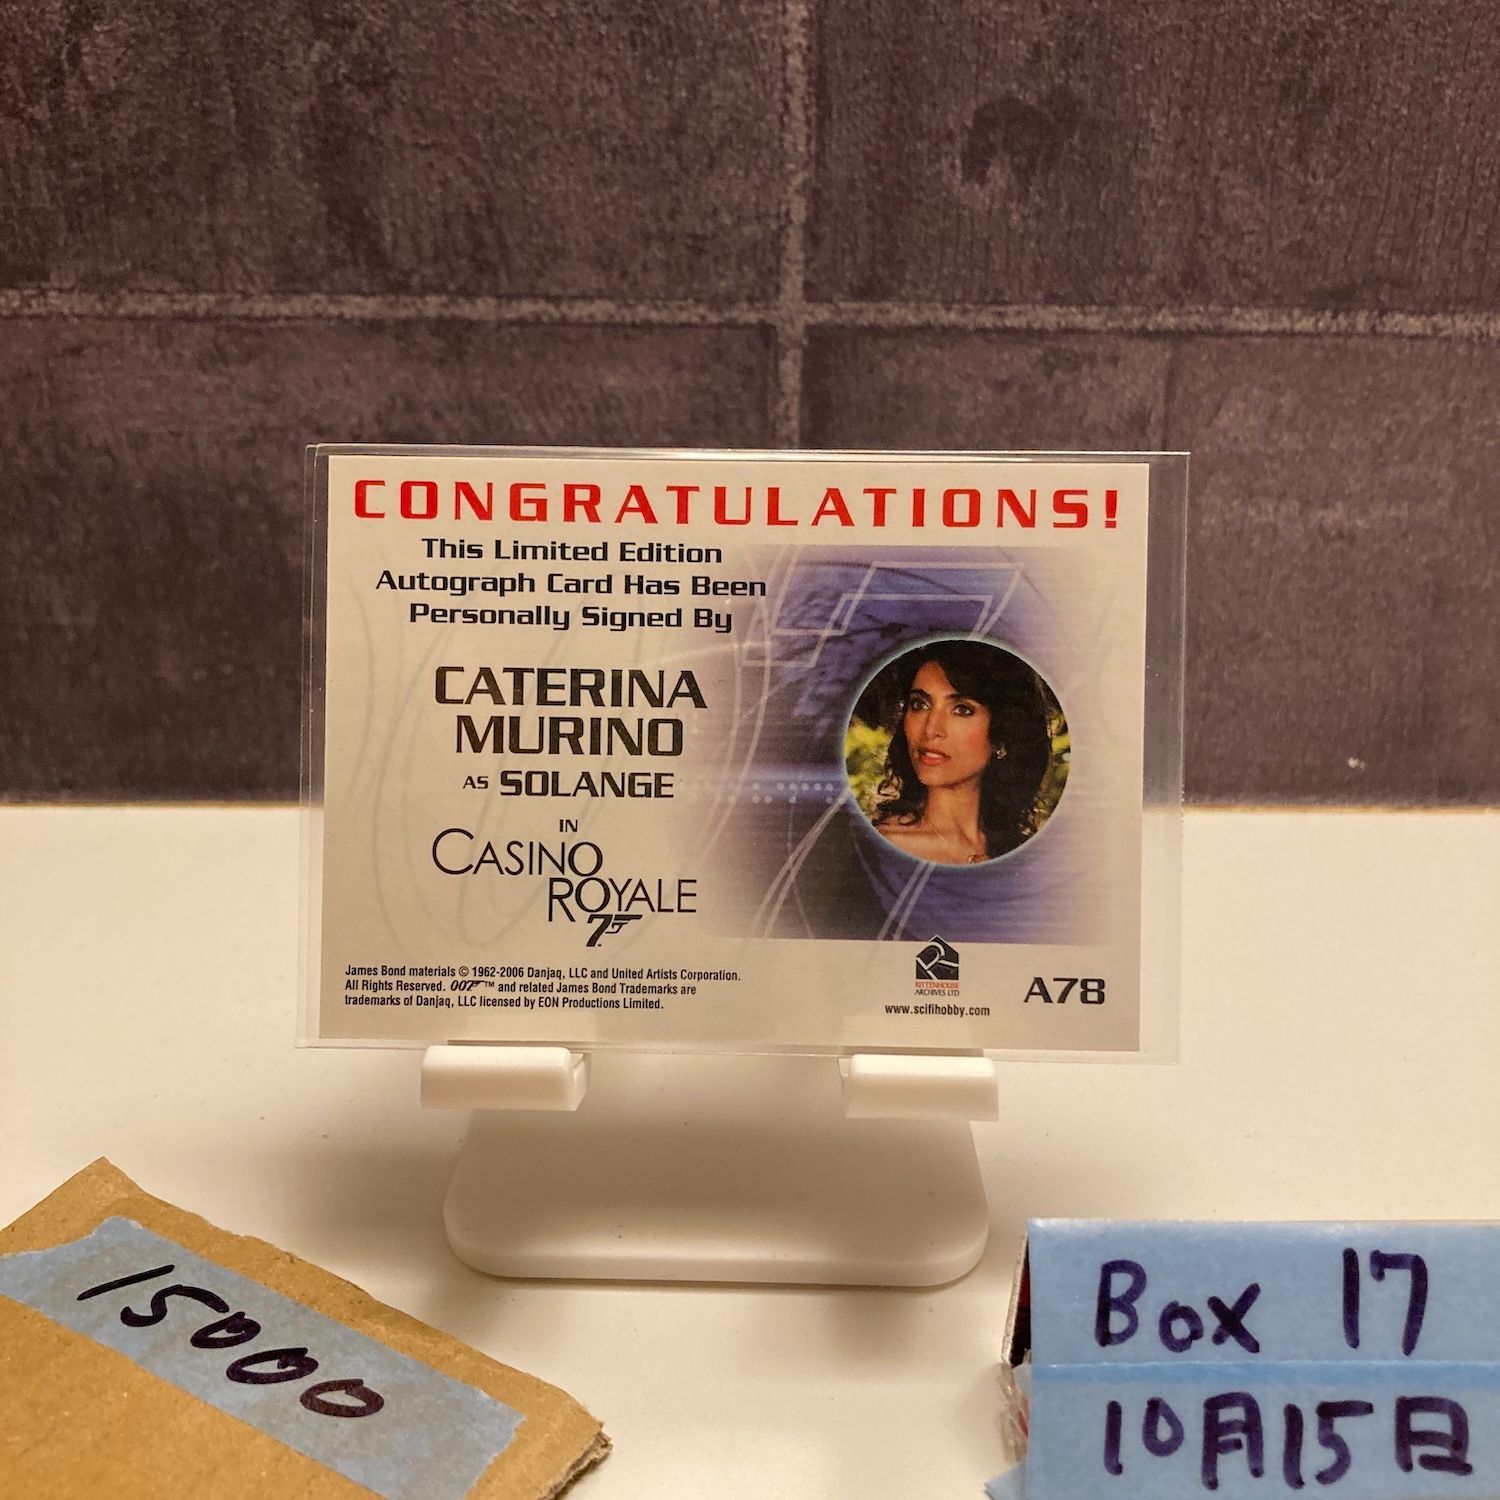 CONGRATULATIONS!
This Limited Edition
Autograph Card Has Been
Personally Signed By
CATERINA
MURINO
AS SOLANGE
IN
CASINO
ROYALE
7
James Bond materials © 1962-2006 Danjaq, LLC and United Artists Corporation.
All Rights Reserved. 007™ and related James Bond Trademarks are
trademarks of Danjaq, LLC licensed by EON Productions Limited.
RITTENHOUSE
ARCHIVES LTD
www.scifihobby.com
A78
15000
Box 17
10月15日